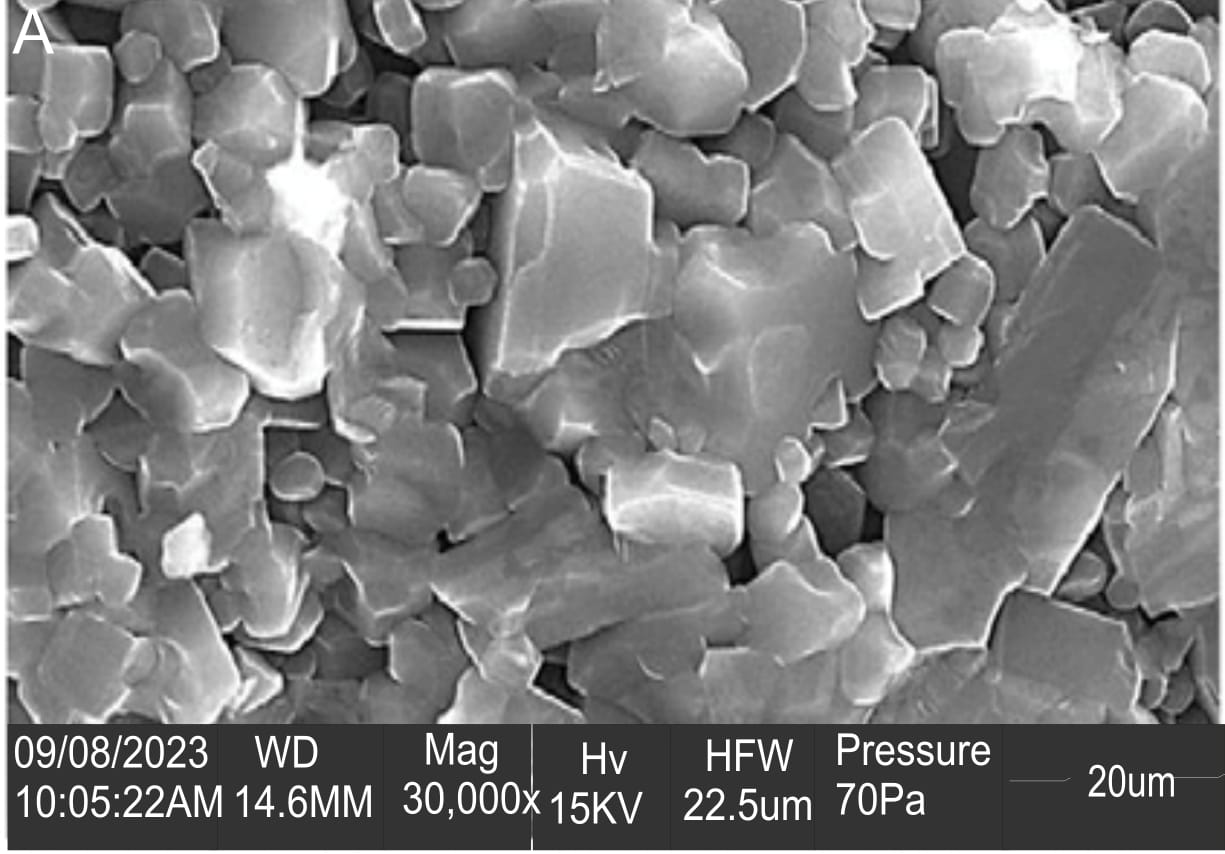 A
09/08/2023 WD Mag Hv HFW Pressure 20um
10:05:22AM 14.6MM 30,000x 15KV 22.5um 70Pa